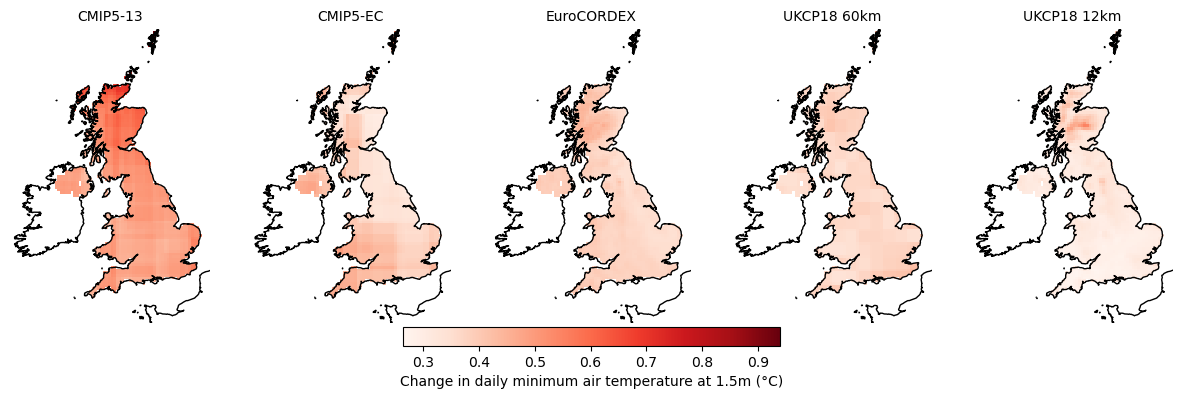 CMIP5-13
CMIP5-EC
EuroCORDEX
UKCP18 60km
UKCP18 12km
0.3 0.4 0.5 0.6 0.7 0.8 0.9
Change in daily minimum air temperature at 1.5m (°C)